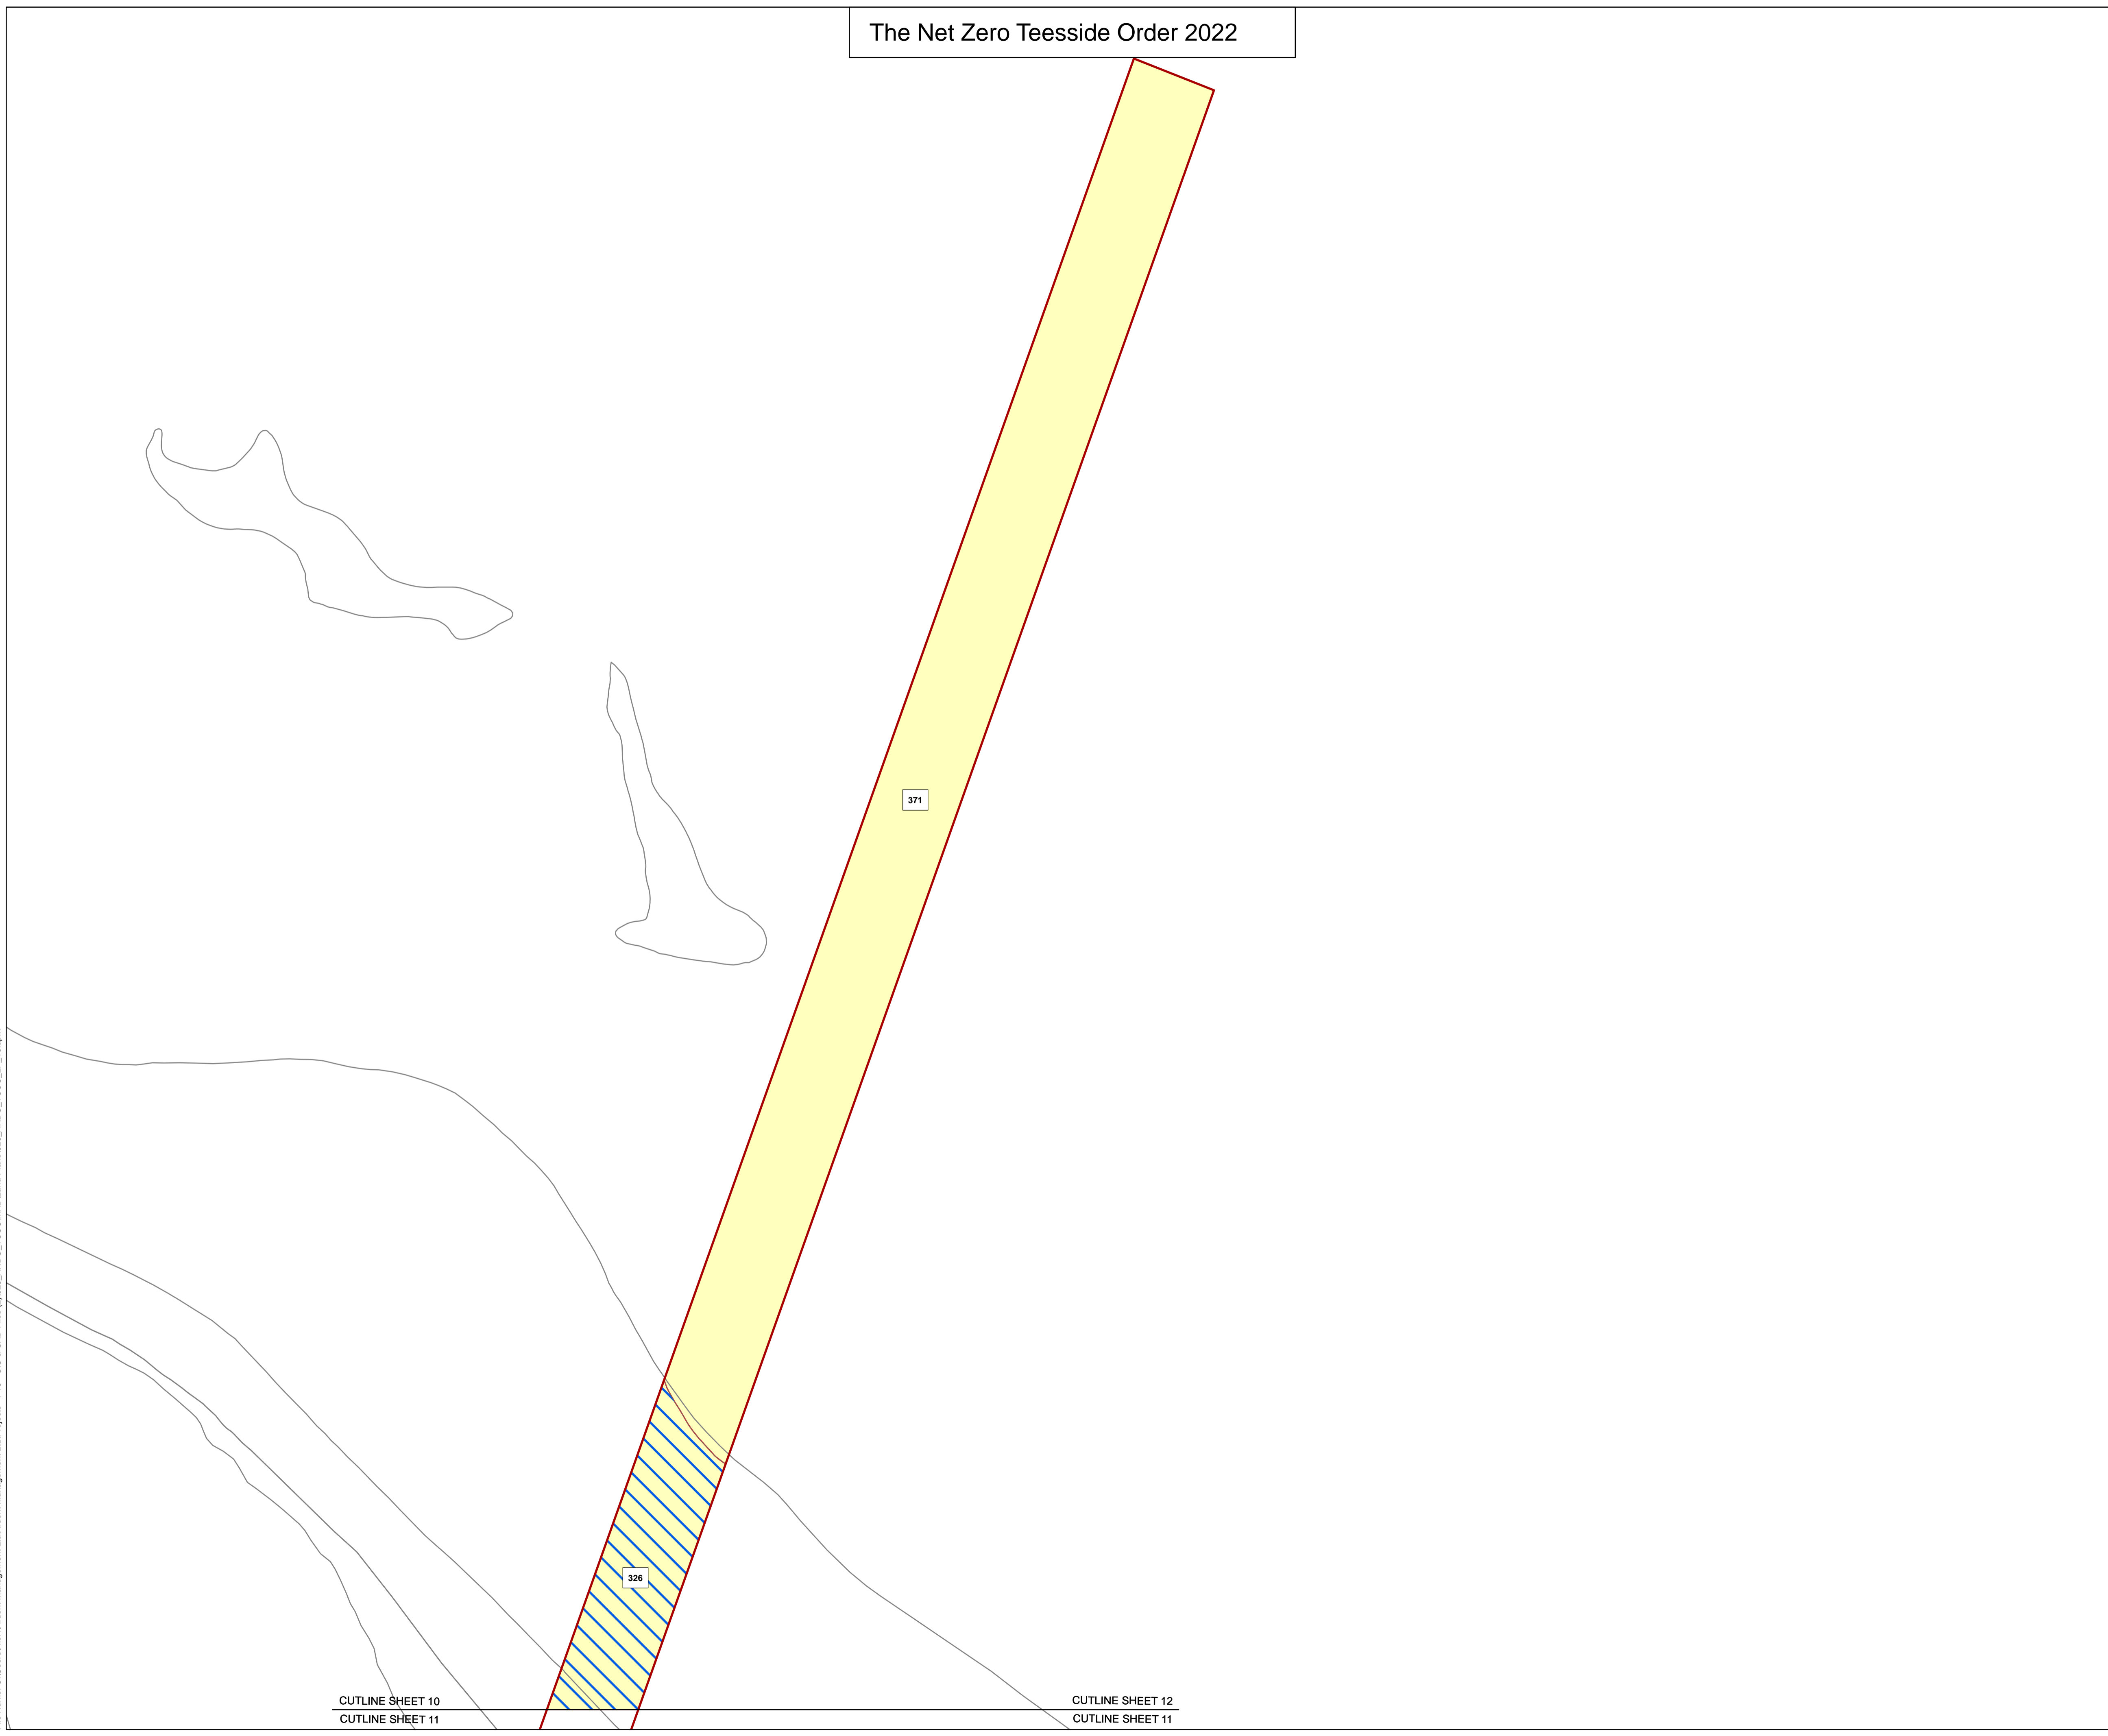 The Net Zero Teesside Order 2022
371
326
CUTLINE SHEET 10
CUTLINE SHEET 12
CUTLINE SHEET 11
CUTLINE SHEET 11